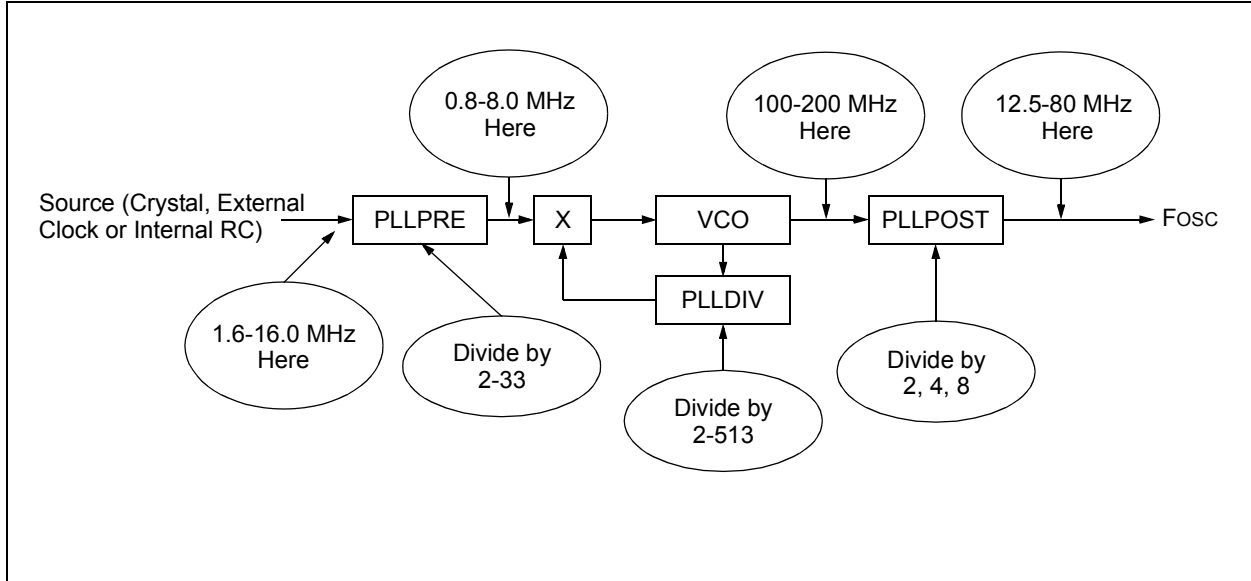 0.8-8.0 MHz
Here
100-200 MHz
Here
12.5-80 MHz
Here
Source (Crystal, External
Clock or Internal RC)
PLLPRE
X
VCO
PLLPOST
FOSC
PLLDIV
1.6-16.0 MHz
Here
Divide by
2-33
Divide by
2-513
Divide by
2, 4, 8